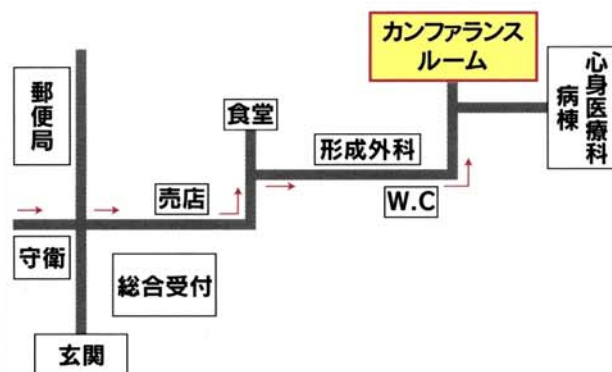 カンファランス
ルーム
心身医療科
病棟
郵便局
食堂
形成外科
売店
W.C
守衛
総合受付
玄関